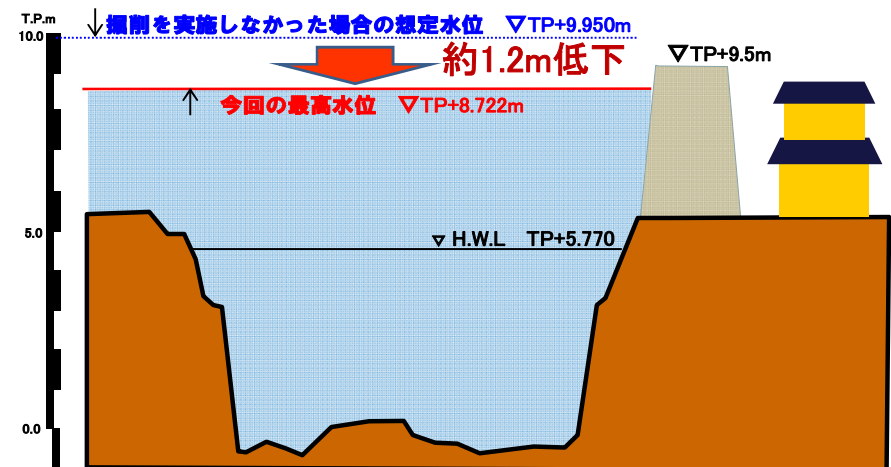 T.P.m
10.0
掘削を実施しなかった場合の想定水位 ▽TP+9.950m
約1.2m低下
▽TP+9.5m
今回の最高水位 ▽TP+8.722m
5.0
▽ H.W.L TP+5.770
0.0